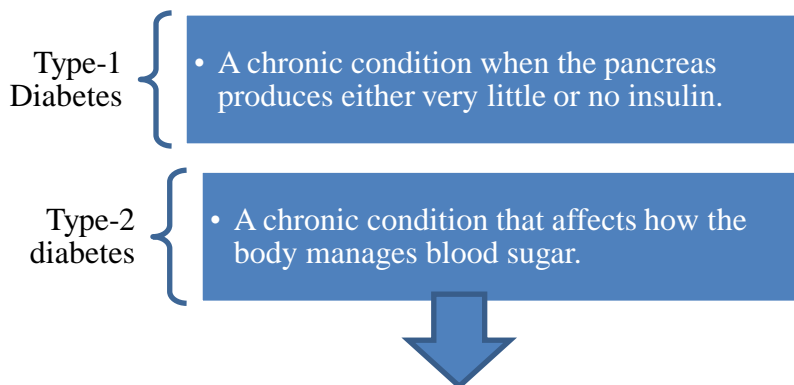 Type-1
Diabetes
• A chronic condition when the pancreas
produces either very little or no insulin.
Type-2
diabetes
• A chronic condition that affects how the
body manages blood sugar.